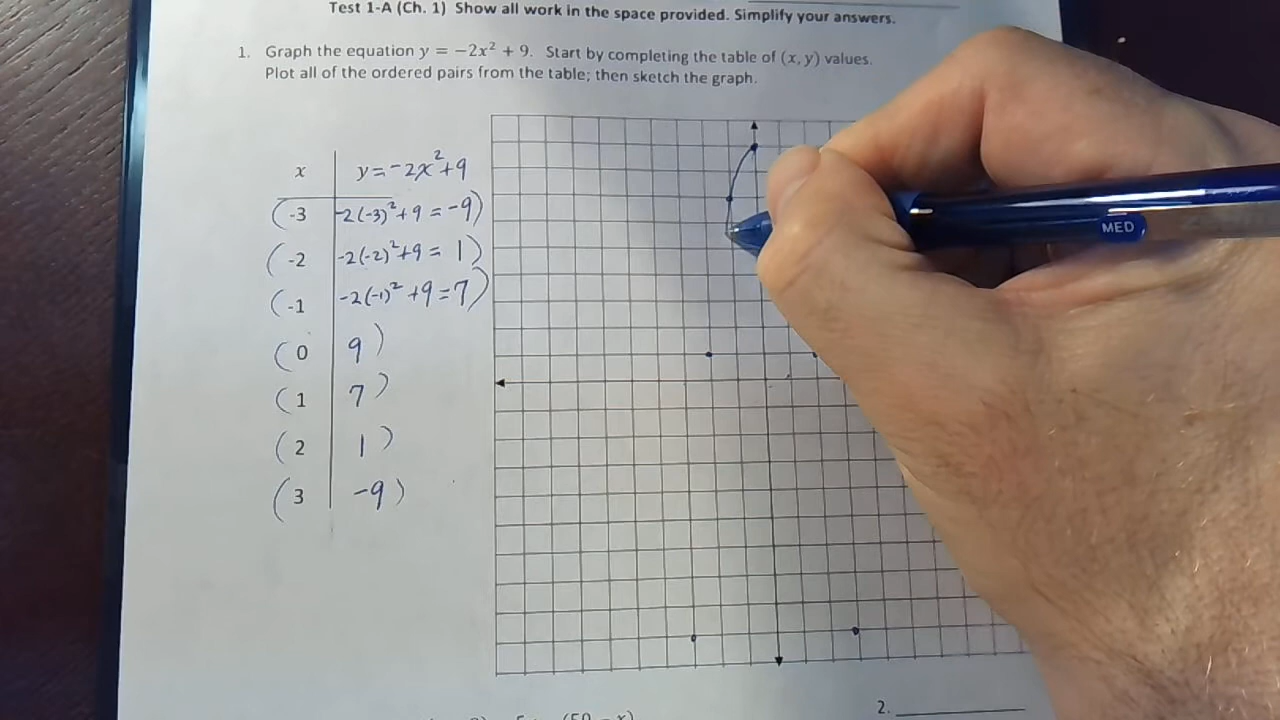 Test 1-A (Ch. 1) Show all work in the space provided. Simplify your answers.
1. Graph the equation y = −2x² + 9. Start by completing the table of (x, y) values.
Plot all of the ordered pairs from the table; then sketch the graph.
x y=-2x²+9
(-3 -2(-3)²+9 = -9)
(-2 -2(-2)²+9 = 1)
(-1 -2(-1)²+9=7)
(0 9)
(1 7)
(2 1)
(3 -9)
MED
2.
(50 − x)